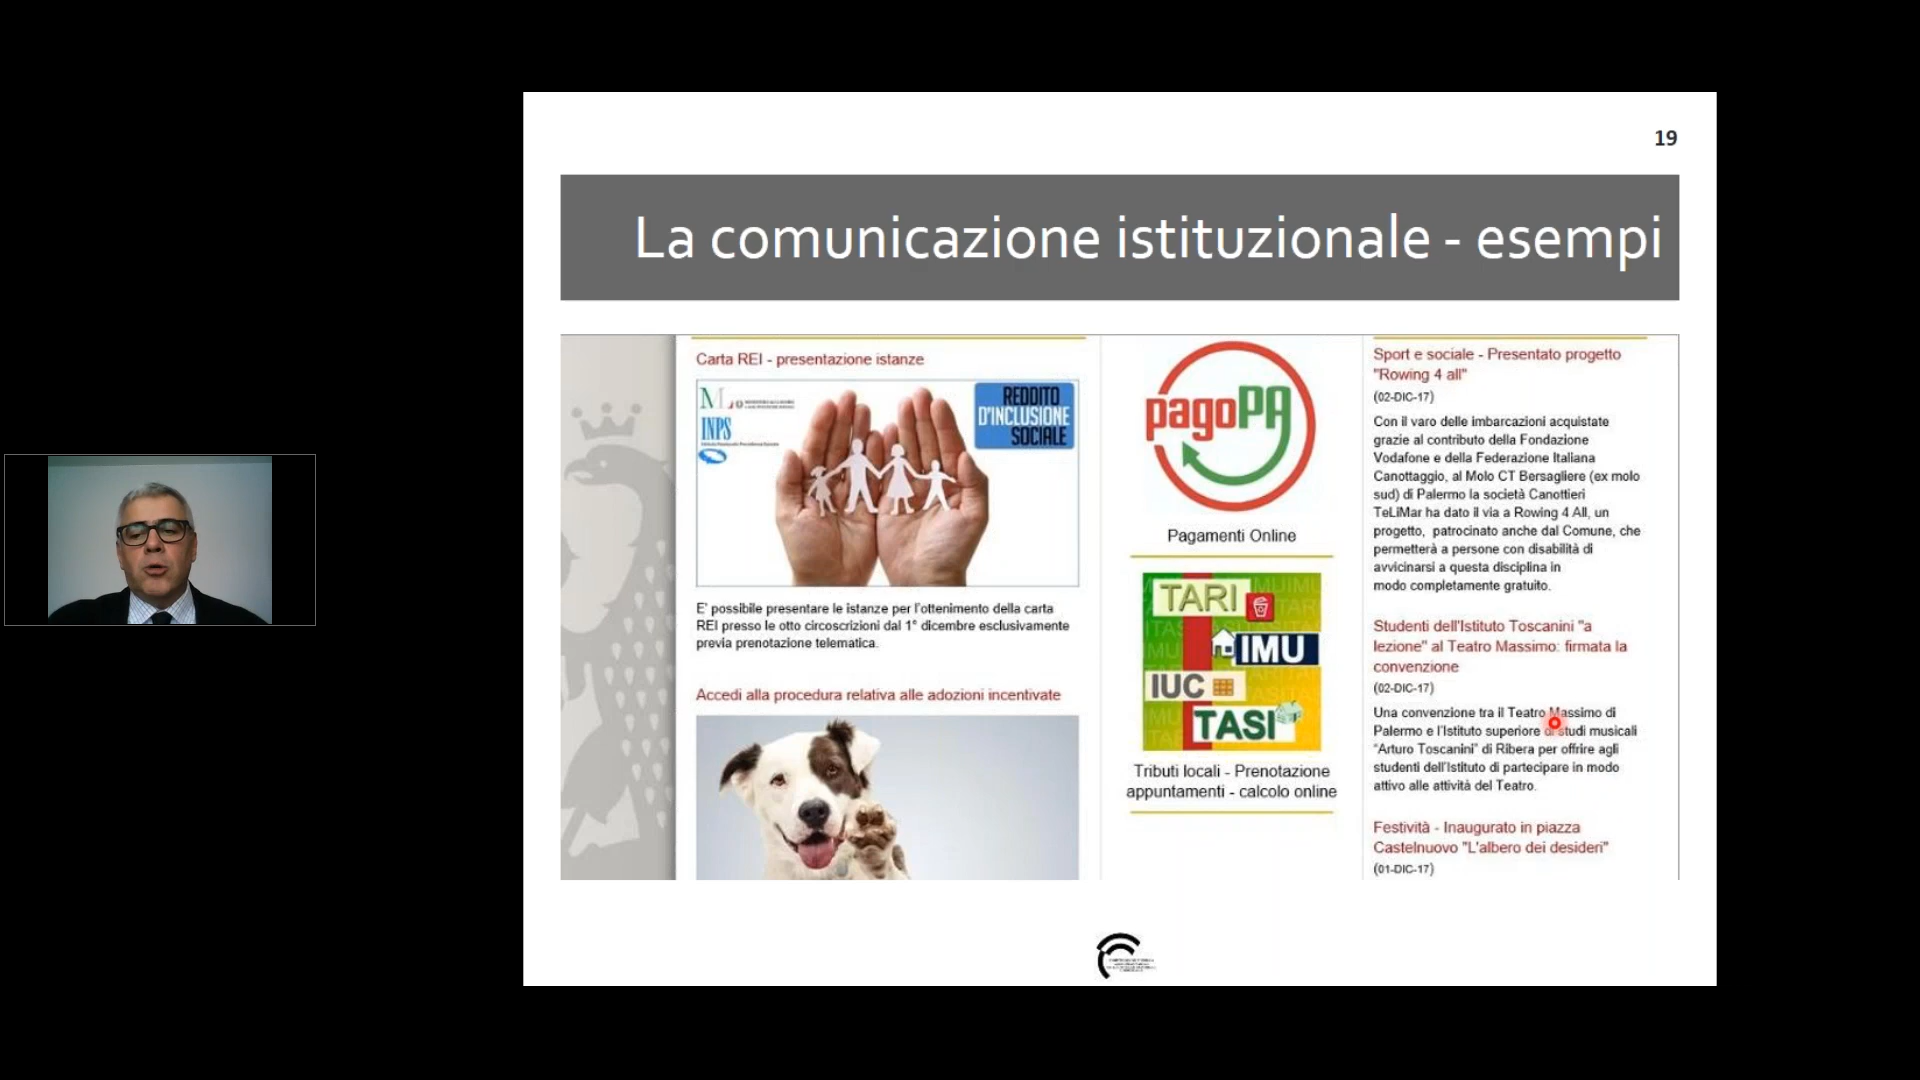 19
La comunicazione istituzionale - esempi
Carta REI - presentazione istanze
INPS
REDDITO
D'INCLUSIONE
SOCIALE
E' possibile presentare le istanze per l'ottenimento della carta
REI presso le otto circoscrizioni dal 1° dicembre esclusivamente
previa prenotazione telematica.
Accedi alla procedura relativa alle adozioni incentivate
pagoPA
Pagamenti Online
TARI
IMU
IUC
TASI
Tributi locali - Prenotazione
appuntamenti - calcolo online
Sport e sociale - Presentato progetto
"Rowing 4 all"
(02-DIC-17)
Con il varo delle imbarcazioni acquistate
grazie al contributo della Fondazione
Vodafone e della Federazione Italiana
Canottaggio, al Molo CT Bersagliere (ex molo
sud) di Palermo la società Canottieri
TeLiMar ha dato il via a Rowing 4 All, un
progetto, patrocinato anche dal Comune, che
permetterà a persone con disabilità di
avvicinarsi a questa disciplina in
modo completamente gratuito.
Studenti dell'Istituto Toscanini "a
lezione" al Teatro Massimo: firmata la
convenzione
(02-DIC-17)
Una convenzione tra il Teatro Massimo di
Palermo e l'Istituto superiore di studi musicali
"Arturo Toscanini" di Ribera per offrire agli
studenti dell'Istituto di partecipare in modo
attivo alle attività del Teatro.
Festività - Inaugurato in piazza
Castelnuovo "L'albero dei desideri"
(01-DIC-17)